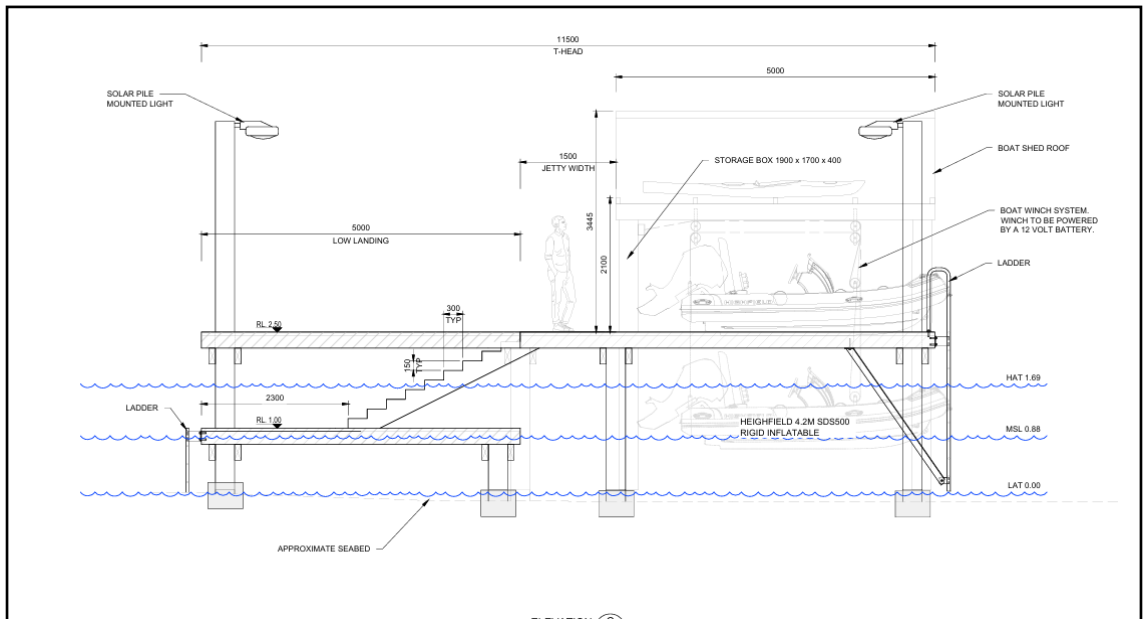 11500
T-HEAD
5000
SOLAR PILE
MOUNTED LIGHT
SOLAR PILE
MOUNTED LIGHT
BOAT SHED ROOF
1500
JETTY WIDTH
STORAGE BOX 1900 x 1700 x 400
3445
2100
BOAT WINCH SYSTEM.
WINCH TO BE POWERED
BY A 12 VOLT BATTERY.
LADDER
5000
LOW LANDING
HIGHFIELD
300
TYP
RL 2.50
150
TYP
HAT 1.69
2300
LADDER
RL 1.00
HEIGHFIELD 4.2M SDS500
RIGID INFLATABLE
MSL 0.88
LAT 0.00
APPROXIMATE SEABED